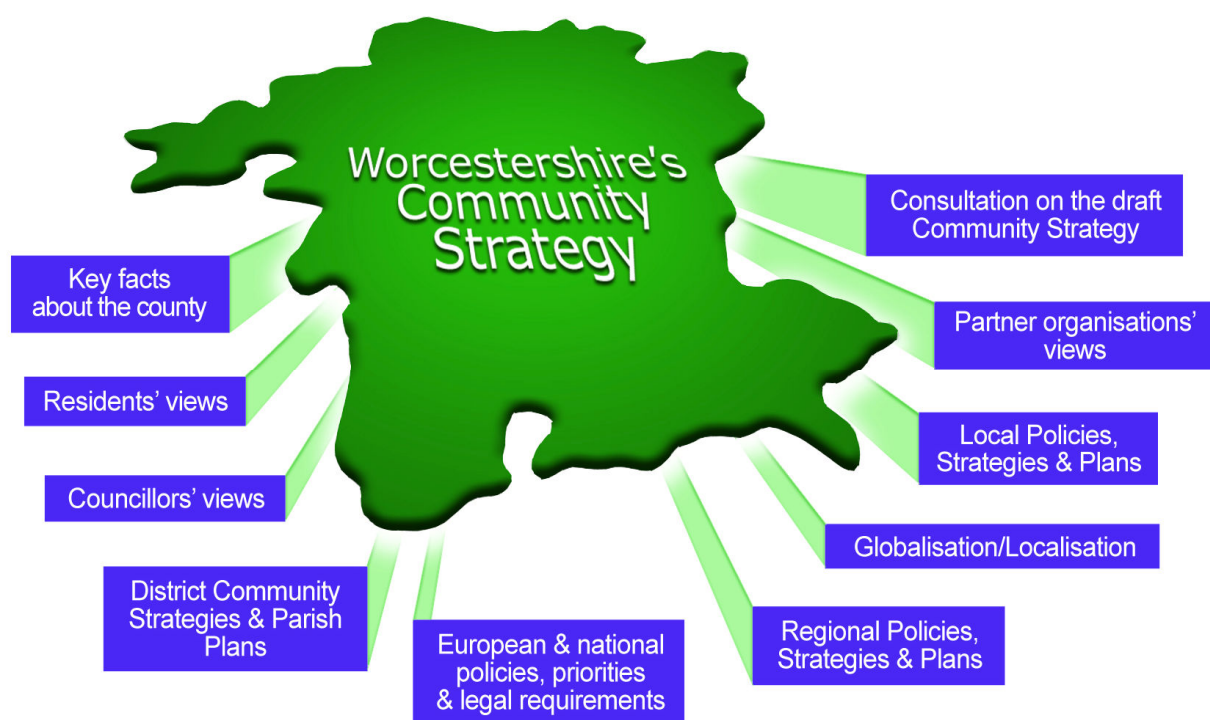 Worcestershire's
Community
Strategy
Consultation on the draft
Community Strategy
Key facts
about the county
Partner organisations’
views
Residents’ views
Local Policies,
Strategies & Plans
Councillors’ views
Globalisation/Localisation
District Community
Strategies & Parish
Plans
European & national
policies, priorities
& legal requirements
Regional Policies,
Strategies & Plans